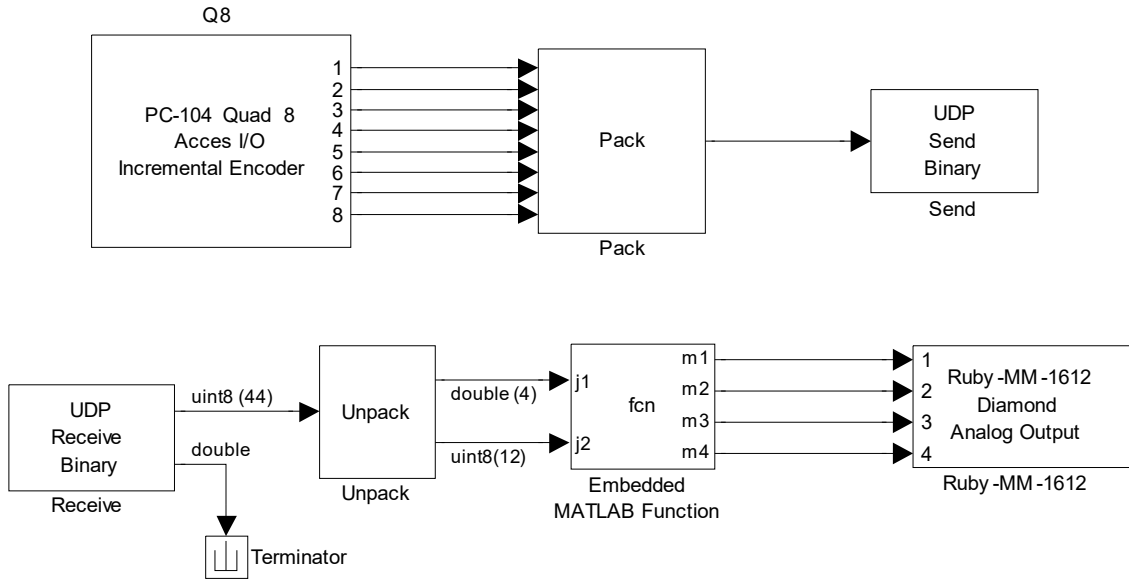 Q8
PC-104 Quad 8
Acces I/O
Incremental Encoder
1
2
3
4
5
6
7
8
Pack
Pack
UDP
Send
Binary
Send
UDP
Receive
Binary
Receive
uint8 (44)
double
Terminator
Unpack
Unpack
double (4)
uint8(12)
j1
j2
fcn
m1
m2
m3
m4
Embedded
MATLAB Function
1
2
3
4
Ruby-MM-1612
Diamond
Analog Output
Ruby-MM-1612